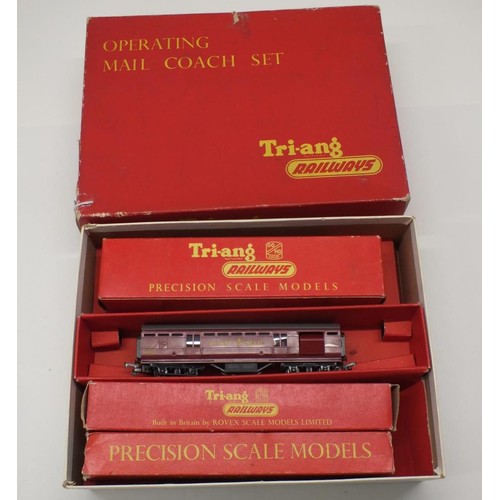 OPERATING
MAIL COACH SET
Tri-ang
RAILWAYS
Tri-ang
RAILWAYS
PRECISION SCALE MODELS
Tri-ang
RAILWAYS
Built in Britain by ROVEX SCALE MODELS LIMITED
PRECISION SCALE MODELS